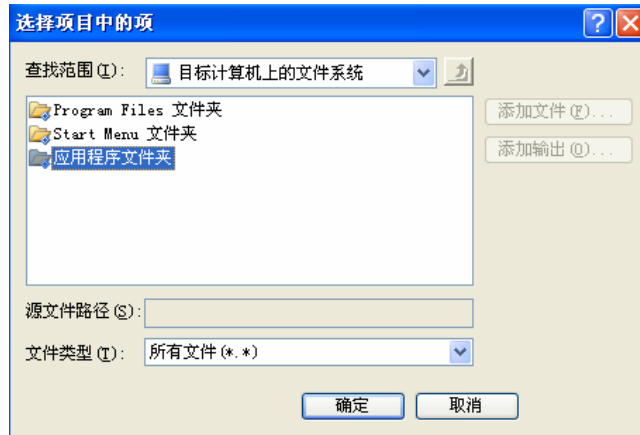 选择项目中的项
查找范围(I): 目标计算机上的文件系统
Program Files 文件夹
Start Menu 文件夹
应用程序文件夹
添加文件(F)...
添加输出(O)...
源文件路径(S):
文件类型(T): 所有文件(*.*)
确定 取消